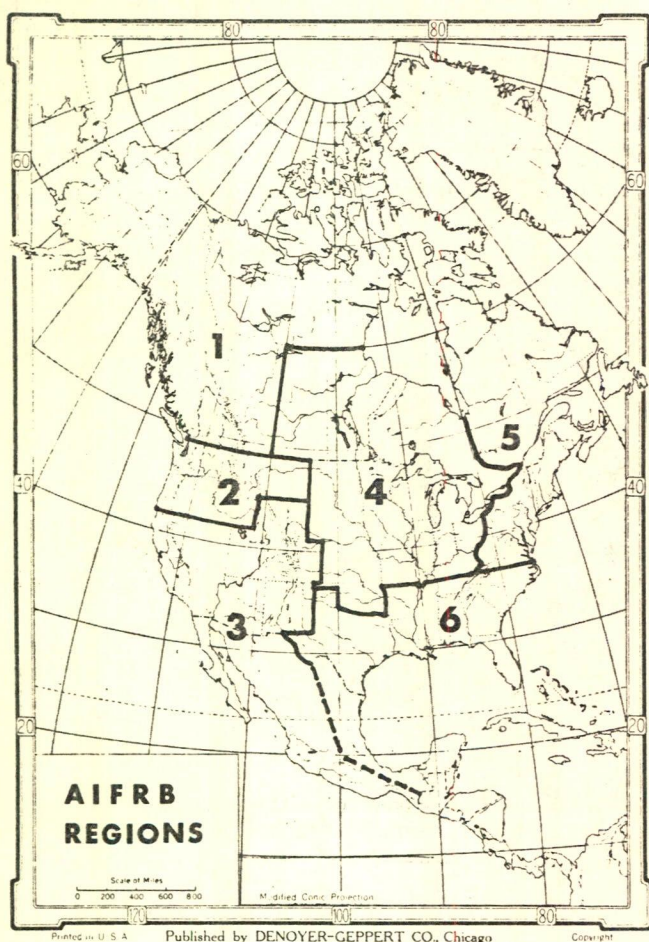 80 80
60 60
1
5
2 4
40 40
3 6
20 20
AIFRB
REGIONS
Scale of Miles
0 200 400 600 800
Modified Conic Projection
120 100 80
Printed in U S A Published by DENOYER-GEPPERT CO., Chicago Copyright